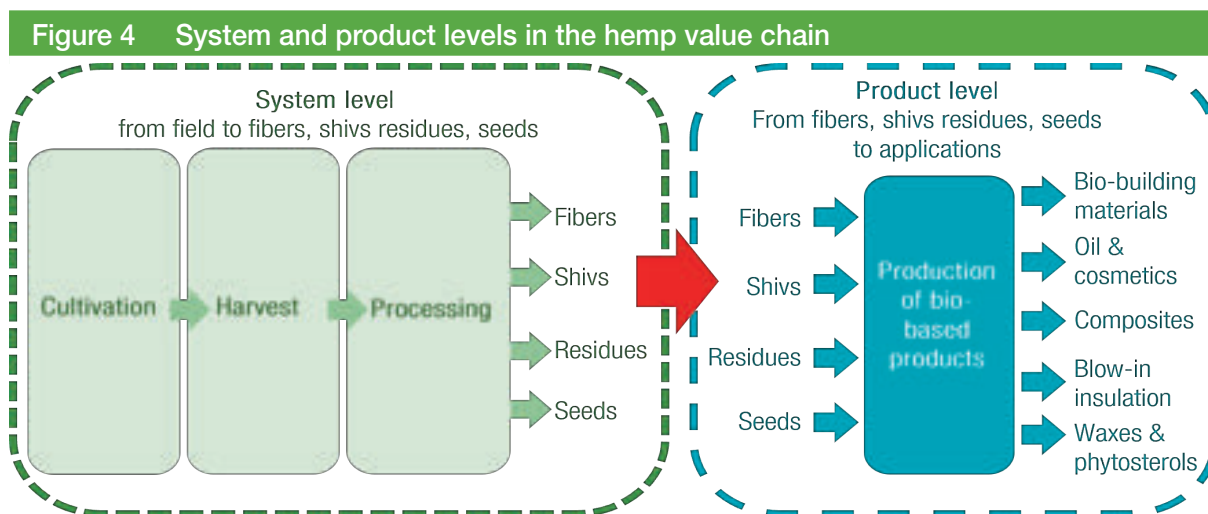 Figure 4 System and product levels in the hemp value chain
System level
from field to fibers, shivs residues, seeds
Cultivation
Harvest
Processing
Fibers
Shivs
Residues
Seeds
Product level
From fibers, shivs residues, seeds
to applications
Fibers
Shivs
Residues
Seeds
Production
of bio-
based
products
Bio-building
materials
Oil &
cosmetics
Composites
Blow-in
insulation
Waxes &
phytosterols